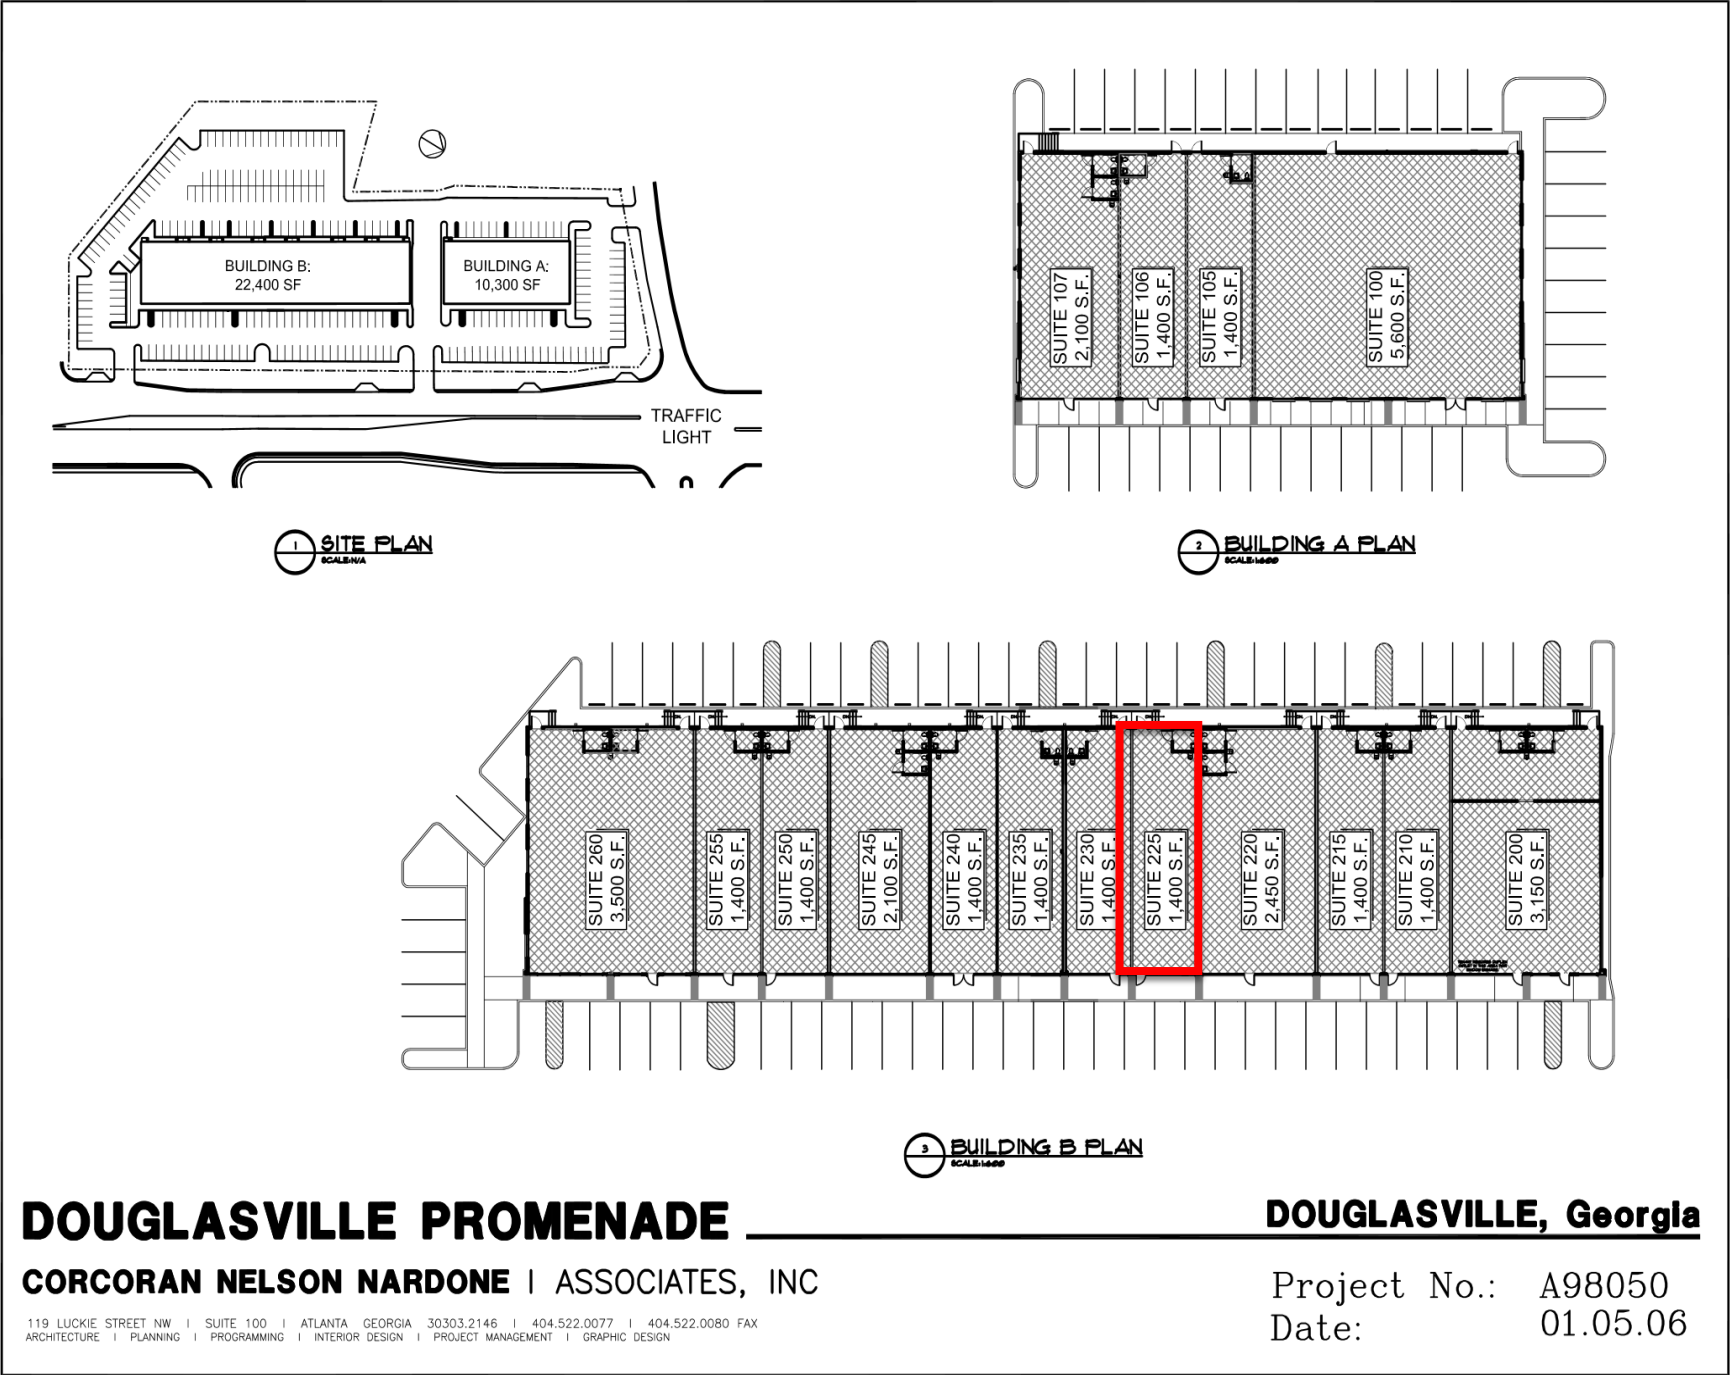 BUILDING B:
22,400 SF
BUILDING A:
10,300 SF
TRAFFIC
LIGHT
1
SITE PLAN
SCALE:N/A
SUITE 107
2,100 S.F.
SUITE 106
1,400 S.F.
SUITE 105
1,400 S.F.
SUITE 100
5,600 S.F.
2
BUILDING A PLAN
SUITE 260
3,500 S.F.
SUITE 255
1,400 S.F.
SUITE 250
1,400 S.F.
SUITE 245
2,100 S.F.
SUITE 240
1,400 S.F.
SUITE 235
1,400 S.F.
SUITE 230
1,400 S.F.
SUITE 225
1,400 S.F.
SUITE 220
2,450 S.F.
SUITE 215
1,400 S.F.
SUITE 210
1,400 S.F.
SUITE 200
3,150 S.F.
3
BUILDING B PLAN
DOUGLASVILLE PROMENADE
DOUGLASVILLE, Georgia
CORCORAN NELSON NARDONE | ASSOCIATES, INC
119 LUCKIE STREET NW | SUITE 100 | ATLANTA GEORGIA 30303.2146 | 404.522.0077 | 404.522.0080 FAX
ARCHITECTURE | PLANNING | PROGRAMMING | INTERIOR DESIGN | PROJECT MANAGEMENT | GRAPHIC DESIGN
Project No.: A98050
Date: 01.05.06